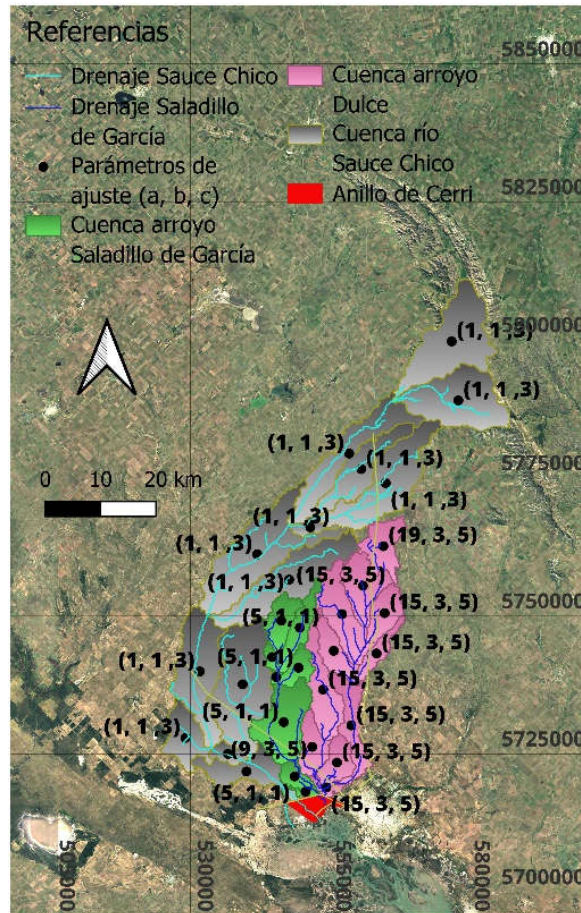 Referencias
Drenaje Sauce Chico
Drenaje Saladillo
de García
Parámetros de
ajuste (a, b, c)
Cuenca arroyo
Saladillo de García
Cuenca arroyo
Dulce
Cuenca río
Sauce Chico
Anillo de Cerri
5850000
5825000
5800000
(1, 1 ,3)
(1, 1 ,3)
(1, 1 ,3)
(1, 1 ,3)
5775000
0 10 20 km
(1, 1 ,3)
(1, 1 ,3)
(19, 3, 5)
(1, 1 ,3)
(1, 1 ,3)
(15, 3, 5)
(5, 1, 1)
(15, 3, 5)
5750000
(1, 1 ,3)
(5, 1, 1)
(15, 3, 5)
(15, 3, 5)
(5, 1, 1)
(15, 3, 5)
(1, 1 ,3)
(9, 3, 5)
(15, 3, 5)
5725000
(5, 1, 1)
(15, 3, 5)
505000
530000
555000
580000
5700000